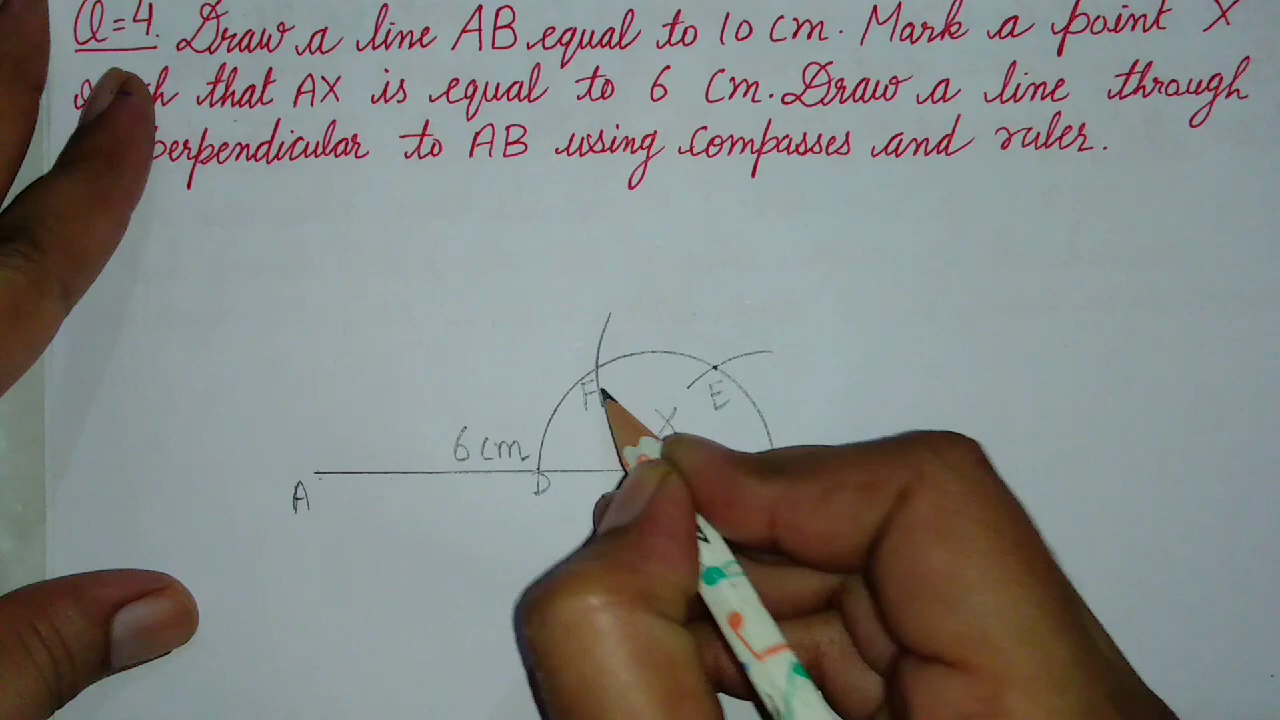 Q=4. Draw a line AB equal to 10 cm. Mark a point X
that AX is equal to 6 cm. Draw a line through
perpendicular to AB using compasses and ruler.
F
E
X
6 cm
D
A